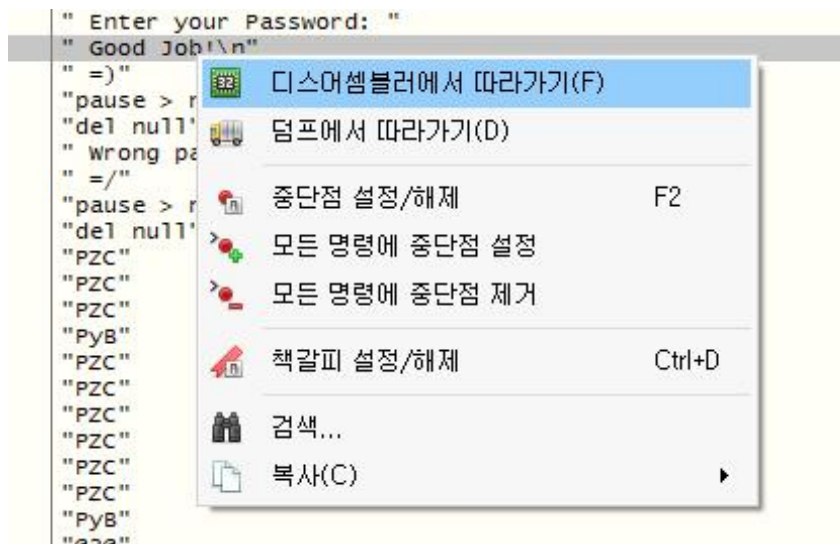 " Enter your Password: "
" Good Job!\n"
" =)"
"pause >
"del null"
" Wrong
" =/"
"pause >
"del null"
"PZC"
"PZC"
"PZC"
"PyB"
"PZC"
"PZC"
"PZC"
"PZC"
"PZC"
"PZC"
"PyB"
디스어셈블러에서 따라가기(F)
덤프에서 따라가기(D)
중단점 설정/해제 F2
모든 명령에 중단점 설정
모든 명령에 중단점 제거
책갈피 설정/해제 Ctrl+D
검색...
복사(C)